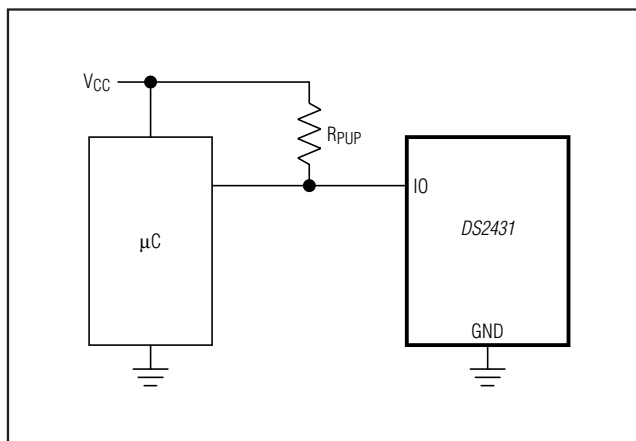 VCC
RPUP
IO
µC
DS2431
GND